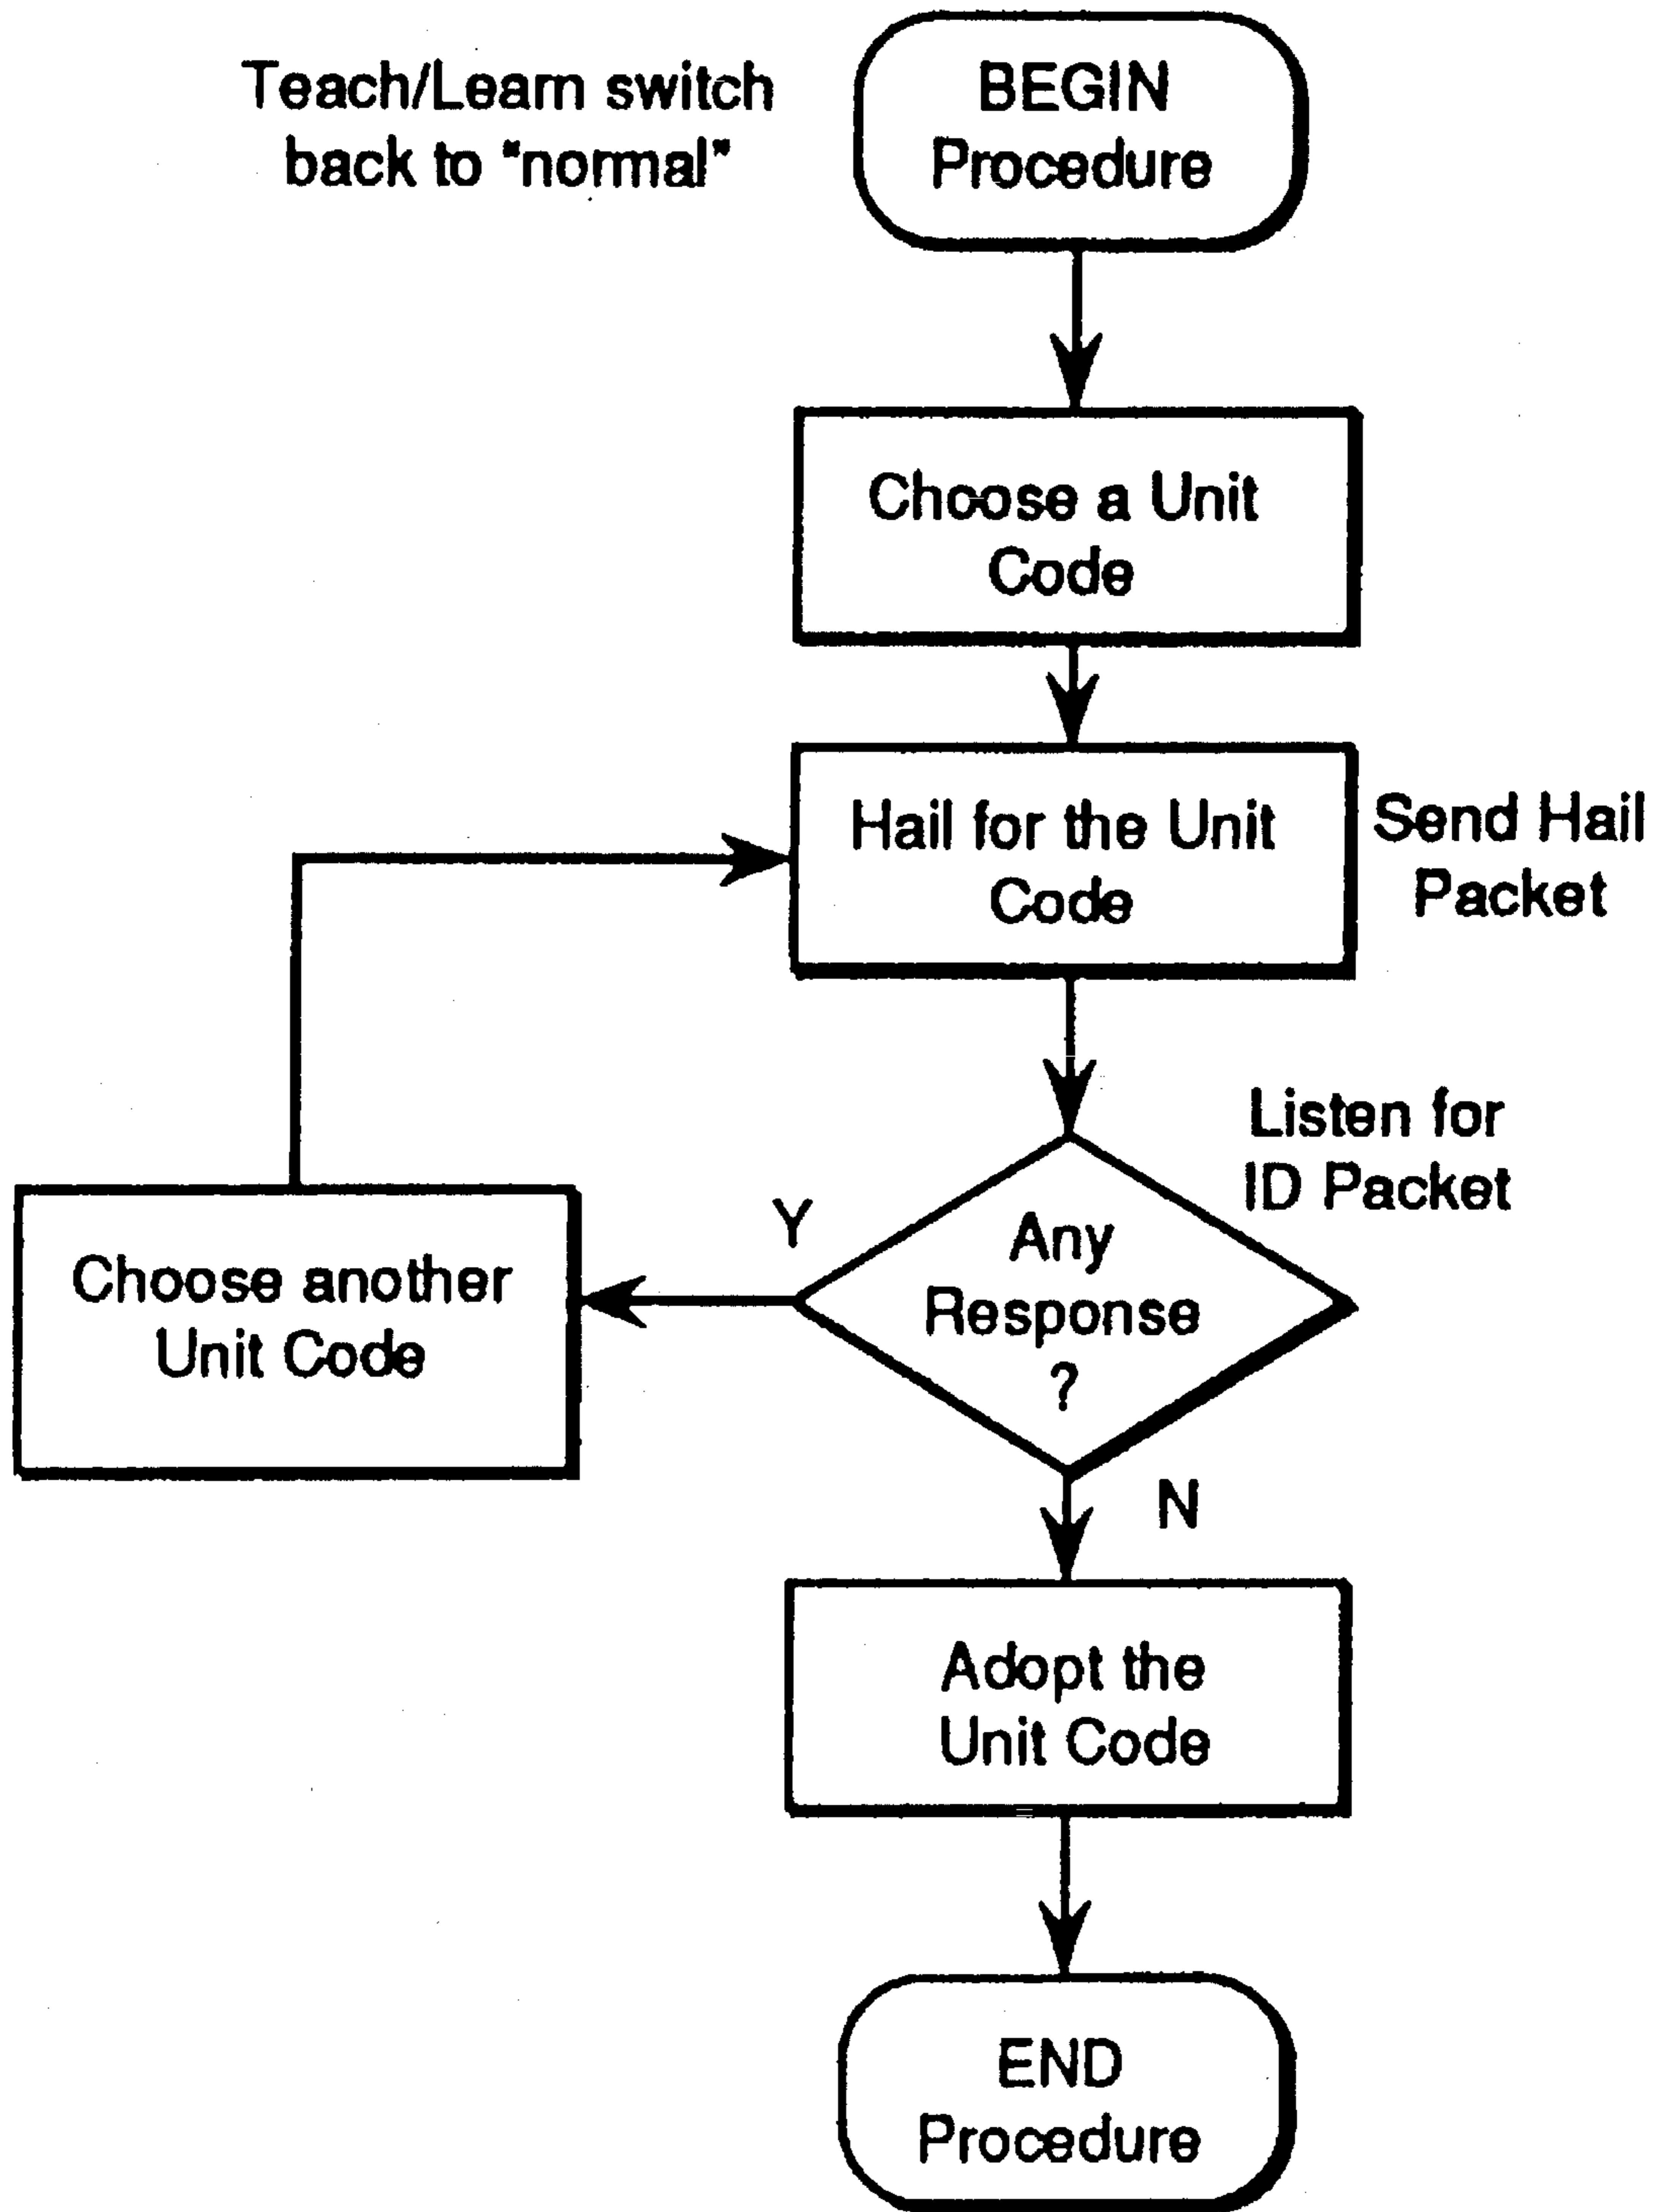 Teach/Learn switch
back to "normal"
BEGIN
Procedure
Choose a Unit
Code
Hail for the Unit
Code
Send Hail
Packet
Listen for
ID Packet
Any
Response
?
Y
Choose another
Unit Code
N
Adopt the
Unit Code
END
Procedure